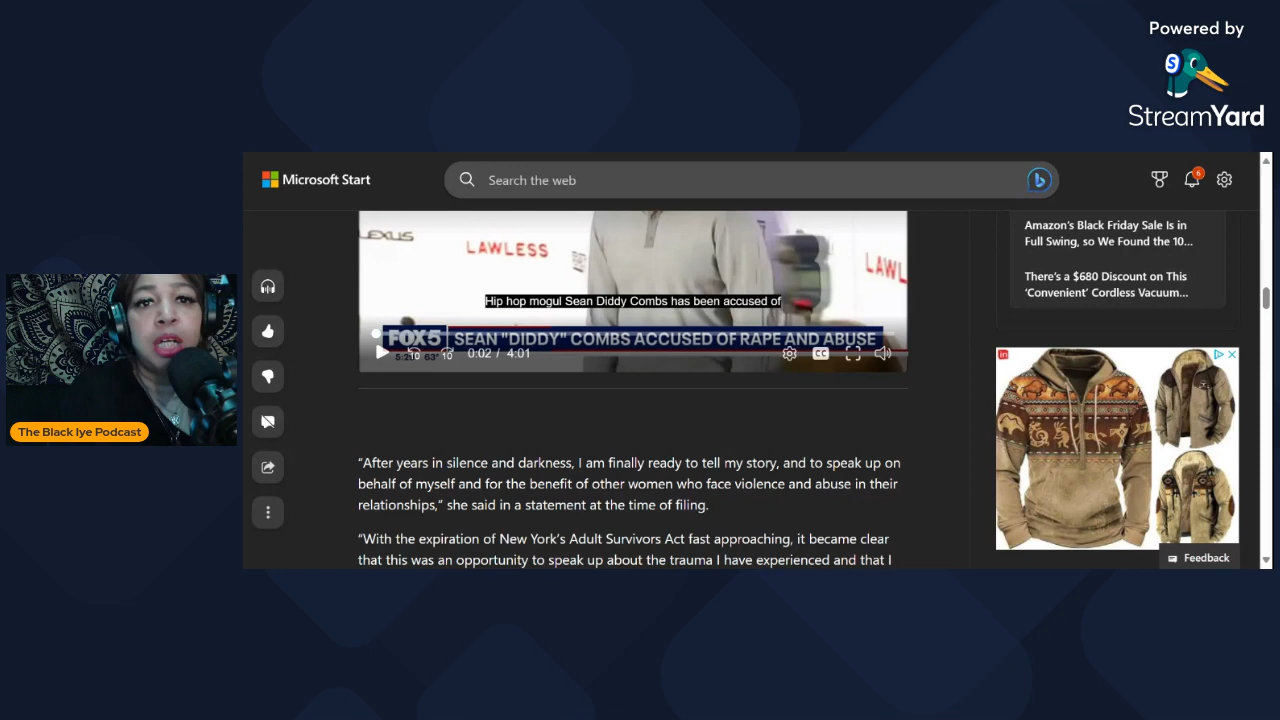 Powered by
S
StreamYard
Microsoft Start
Search the web
6
LEXUS
LAWLESS
LAWL
Hip hop mogul Sean Diddy Combs has been accused of
FOX 5
SEAN "DIDDY" COMBS ACCUSED OF RAPE AND ABUSE
63°
10
10
0:02 / 4:01
CC
Amazon's Black Friday Sale Is in
Full Swing, so We Found the 10...
There's a $680 Discount on This
'Convenient' Cordless Vacuum...
The Black Iye Podcast
“After years in silence and darkness, I am finally ready to tell my story, and to speak up on
behalf of myself and for the benefit of other women who face violence and abuse in their
relationships,” she said in a statement at the time of filing.
“With the expiration of New York’s Adult Survivors Act fast approaching, it became clear
that this was an opportunity to speak up about the trauma I have experienced and that I
Feedback